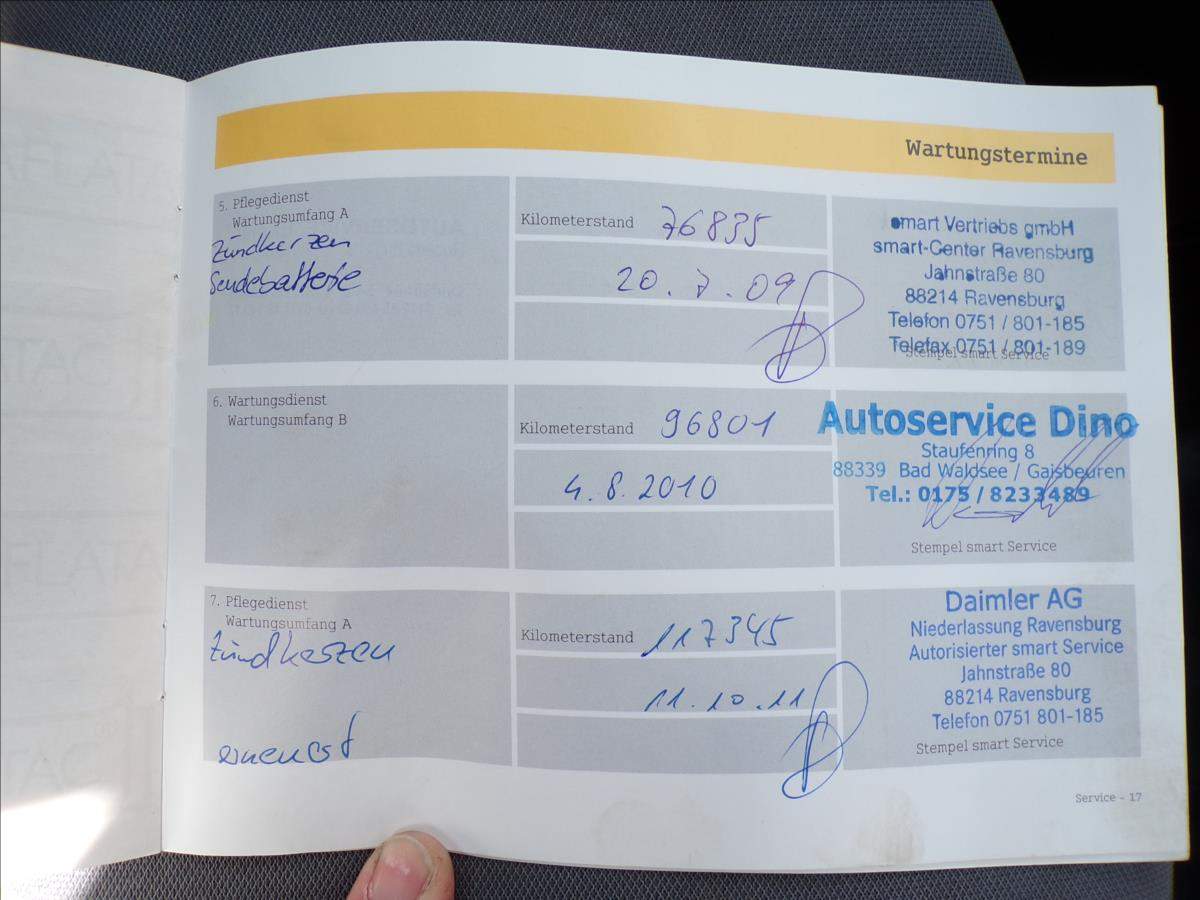 Wartungstermine
5. Pflegedienst
Wartungsumfang A
Zündkerzen
Sendebatterie
Kilometerstand 76835
20.7.09
smart Vertriebs gmbH
smart-Center Ravensburg
Jahnstraße 80
88214 Ravensburg
Telefon 0751 / 801-185
Telefax 0751 / 801-189
Stempel smart Service
6. Wartungsdienst
Wartungsumfang B
Kilometerstand 96801
4.8.2010
Autoservice Dino
Staufenring 8
88339 Bad Waldsee / Gaisbeuren
Tel.: 0175 / 8233489
Stempel smart Service
7. Pflegedienst
Wartungsumfang A
Zündkerzen
erneuert
Kilometerstand 117345
11.10.11
Daimler AG
Niederlassung Ravensburg
Autorisierter smart Service
Jahnstraße 80
88214 Ravensburg
Telefon 0751 801-185
Stempel smart Service
Service - 17